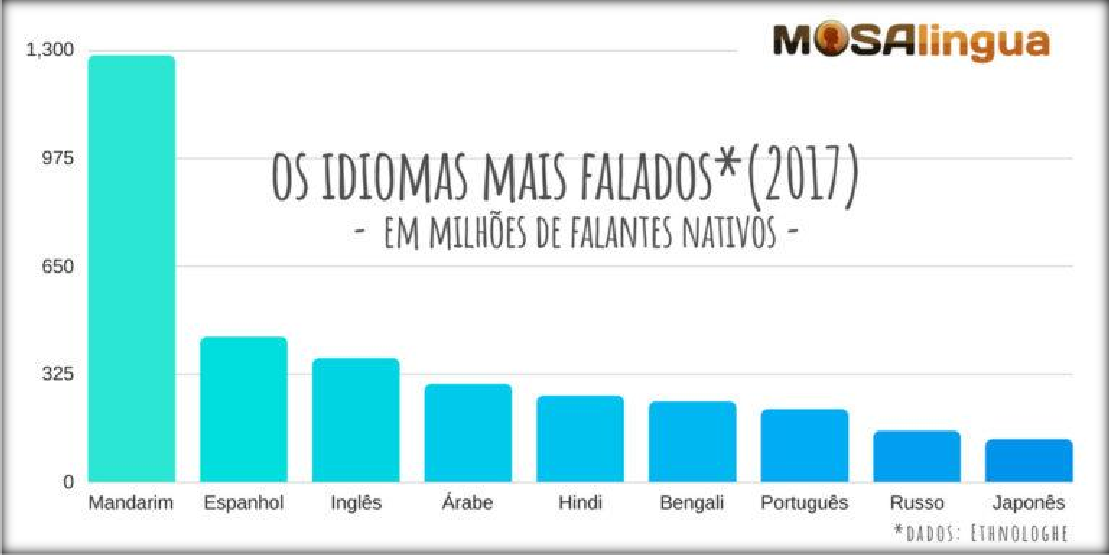 MOSAlingua
1,300
OS IDIOMAS MAIS FALADOS*(2017)
- EM MILHÕES DE FALANTES NATIVOS -
975
650
325
0
Mandarim Espanhol Inglês Árabe Hindi Bengali Português Russo Japonês
*DADOS: ETHNOLOGHE